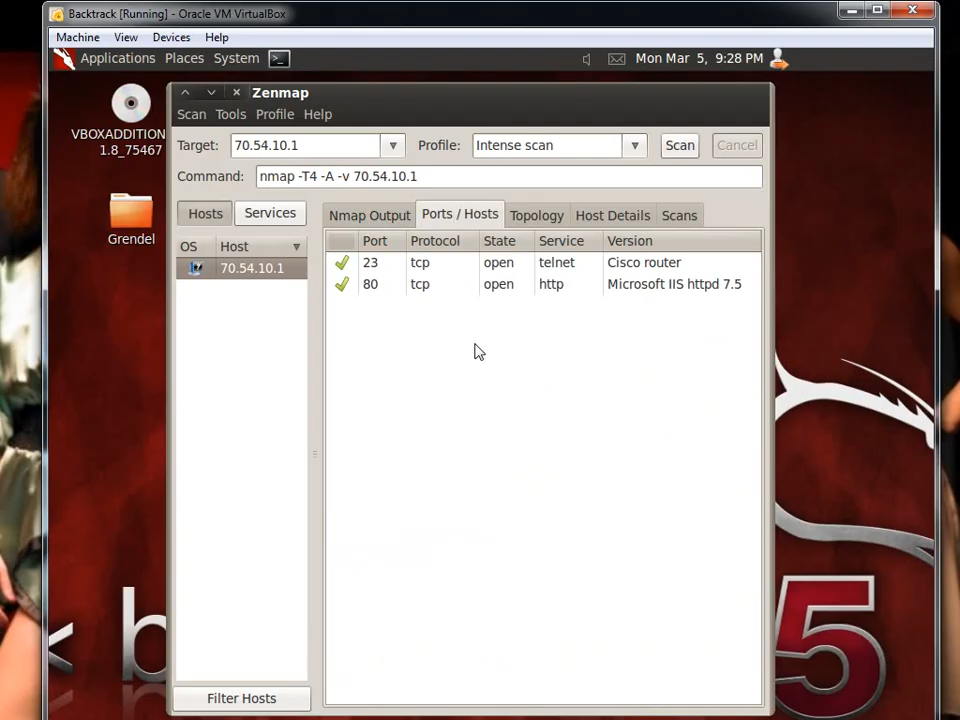 Backtrack [Running] - Oracle VM VirtualBox
Machine View Devices Help
Applications Places System Mon Mar 5, 9:28 PM
VBOXADDITION
1.8_75467
Grendel
Zenmap
Scan Tools Profile Help
Target: 70.54.10.1 Profile: Intense scan Scan Cancel
Command: nmap -T4 -A -v 70.54.10.1
Hosts Services
Nmap Output Ports / Hosts Topology Host Details Scans
OS Host
70.54.10.1
Port Protocol State Service Version
23 tcp open telnet Cisco router
80 tcp open http Microsoft IIS httpd 7.5
Filter Hosts
< b
5